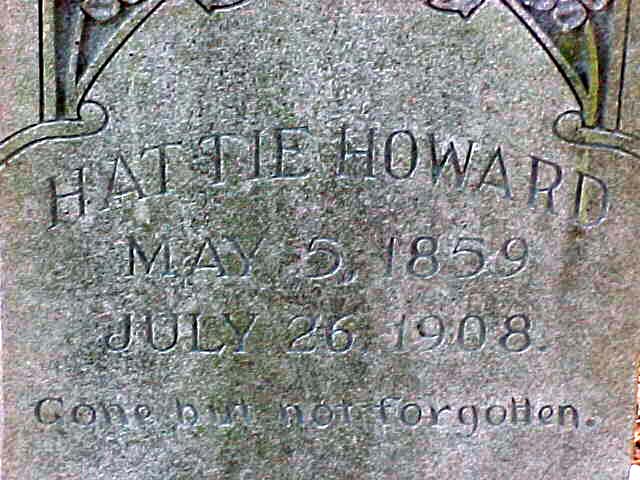 HATTIE HOWARD
MAY 5, 1859
JULY 26, 1908.
Gone but not forgotten.